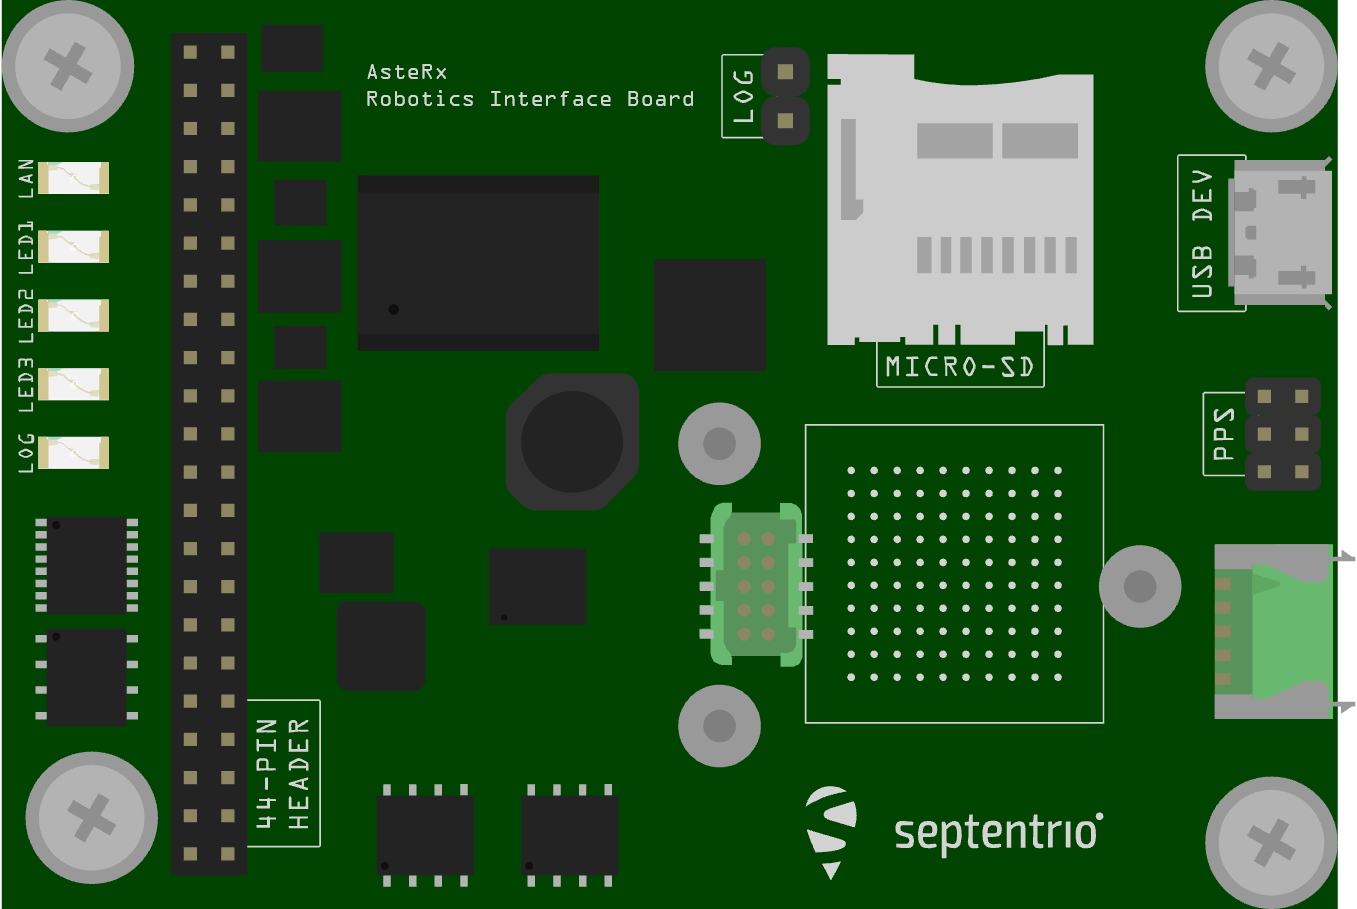 AsteRx
Robotics Interface Board
LOG
MICRO-SD
USB DEV
PPS
LAN
LED1
LED2
LED3
LOG
44-PIN
HEADER
septentrio